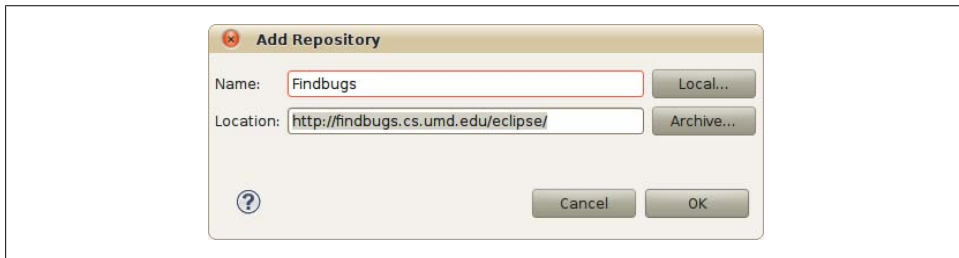 Add Repository
Name: Findbugs Local...
Location: http://findbugs.cs.umd.edu/eclipse/ Archive...
? Cancel OK